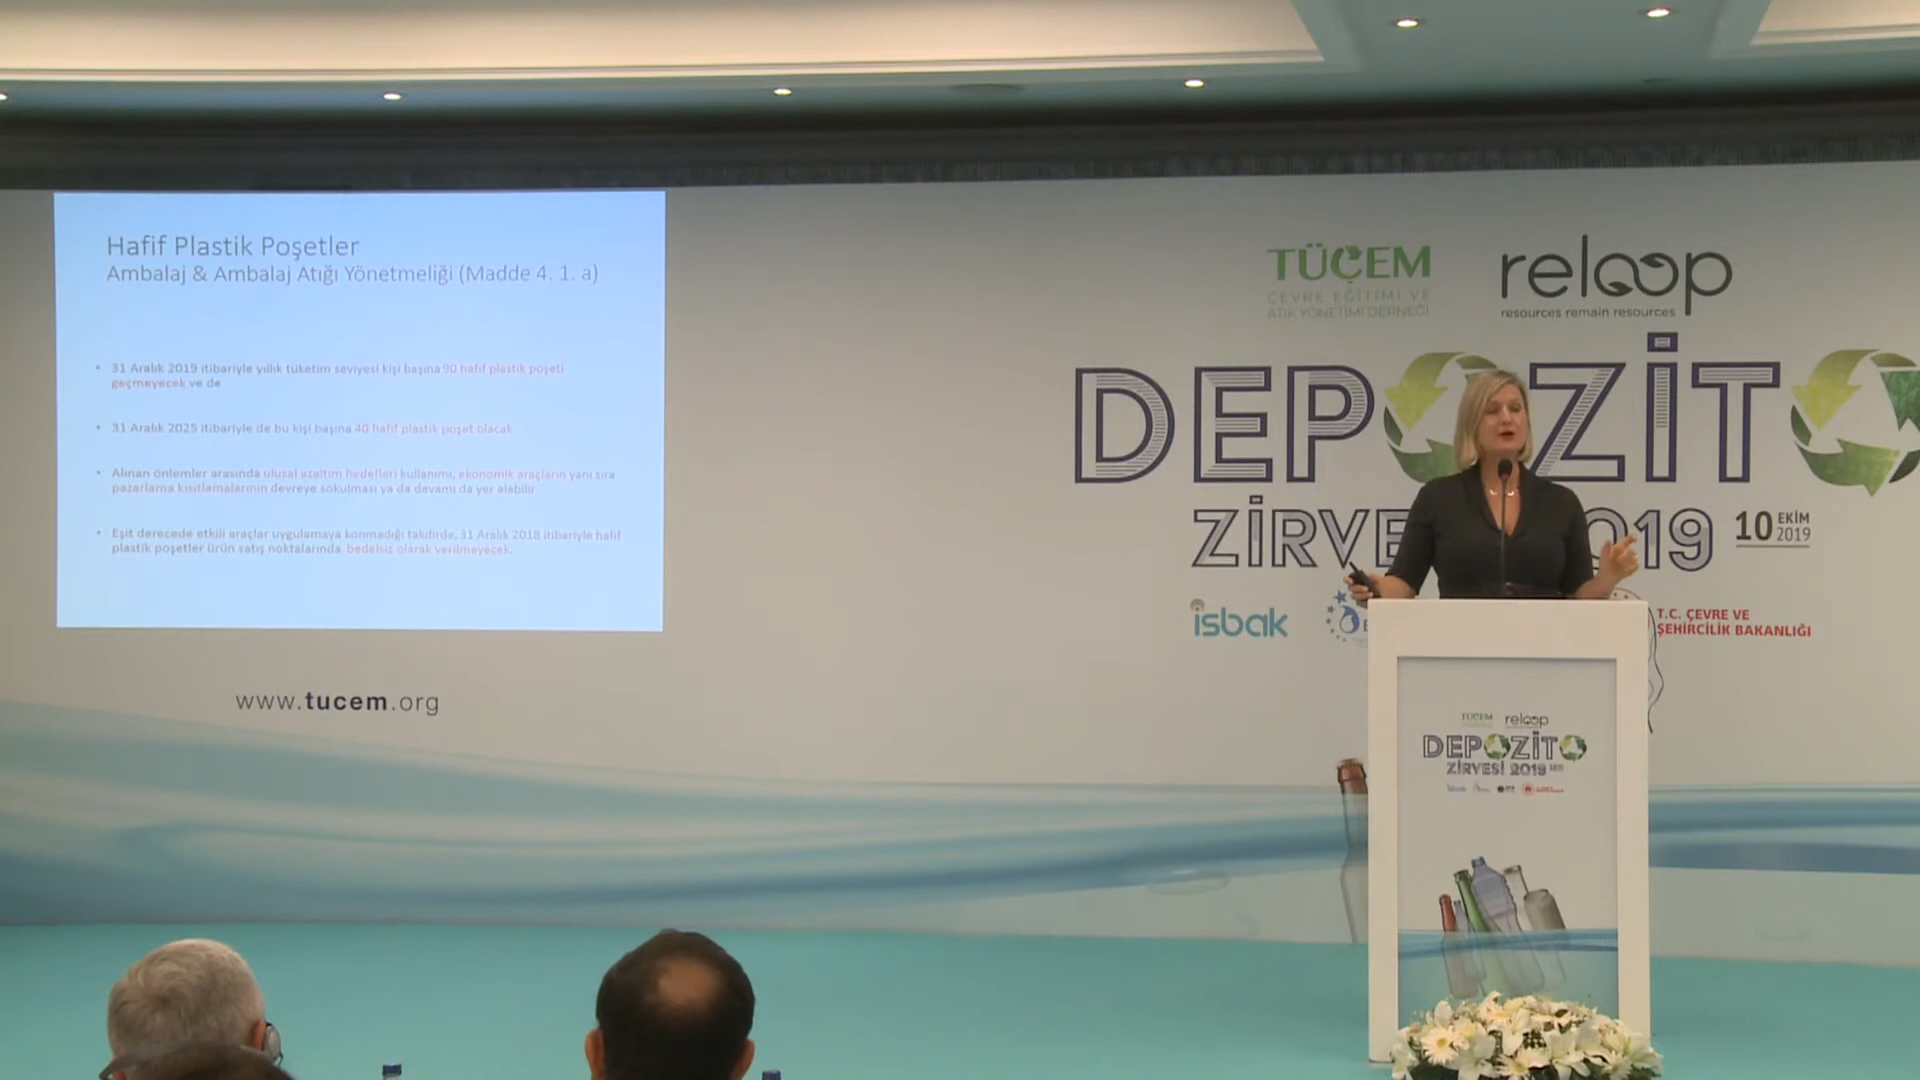 Hafif Plastik Poşetler
Ambalaj & Ambalaj Atığı Yönetmeliği (Madde 4. 1. a)
• 31 Aralık 2019 itibariyle yıllık tüketim seviyesi kişi başına 90 hafif plastik poşeti
geçmeyecek ve de
• 31 Aralık 2025 itibariyle de bu kişi başına 40 hafif plastik poşet olacak
• Alınan önlemler arasında ulusal azaltım hedefleri kullanımı, ekonomik araçların yanı sıra
pazarlama kısıtlamalarının devreye sokulması ya da devamı da yer alabilir
• Eşit derecede etkili araçlar uygulamaya konmadığı takdirde, 31 Aralık 2018 itibariyle hafif
plastik poşetler ürün satış noktalarında bedelsiz olarak verilmeyecek.
www.tucem.org
TÜÇEM
ÇEVRE EĞİTİMİ VE
ATIK YÖNETİMİ DERNEĞİ
reloop
resources remain resources
DEPOZİTO
ZİRVE 2019
10 EKİM
2019
isbak
T.C. ÇEVRE VE
ŞEHİRCİLİK BAKANLIĞI
TÜÇEM reloop
DEPOZİTO
ZİRVESİ 2019
isbak